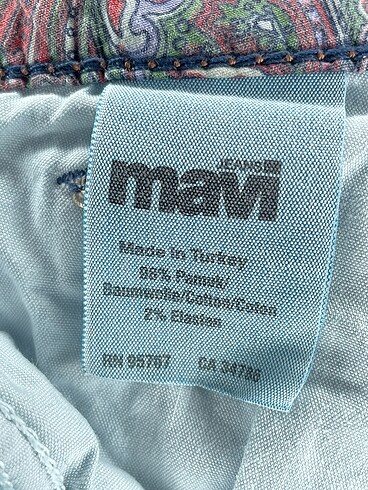 JEANS
mavi
Made in Turkey
98% Pamuk/
Baumwolle/Cotton/Coton
2% Elastan
RN 95767 CA 34786